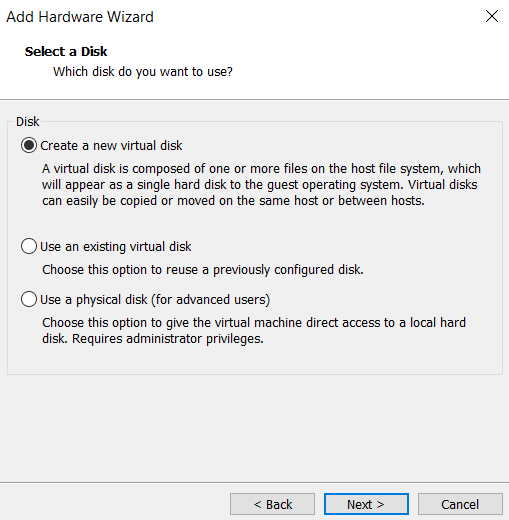 Add Hardware Wizard
Select a Disk
Which disk do you want to use?
Disk
Create a new virtual disk
A virtual disk is composed of one or more files on the host file system, which
will appear as a single hard disk to the guest operating system. Virtual disks
can easily be copied or moved on the same host or between hosts.
Use an existing virtual disk
Choose this option to reuse a previously configured disk.
Use a physical disk (for advanced users)
Choose this option to give the virtual machine direct access to a local hard
disk. Requires administrator privileges.
< Back
Next >
Cancel